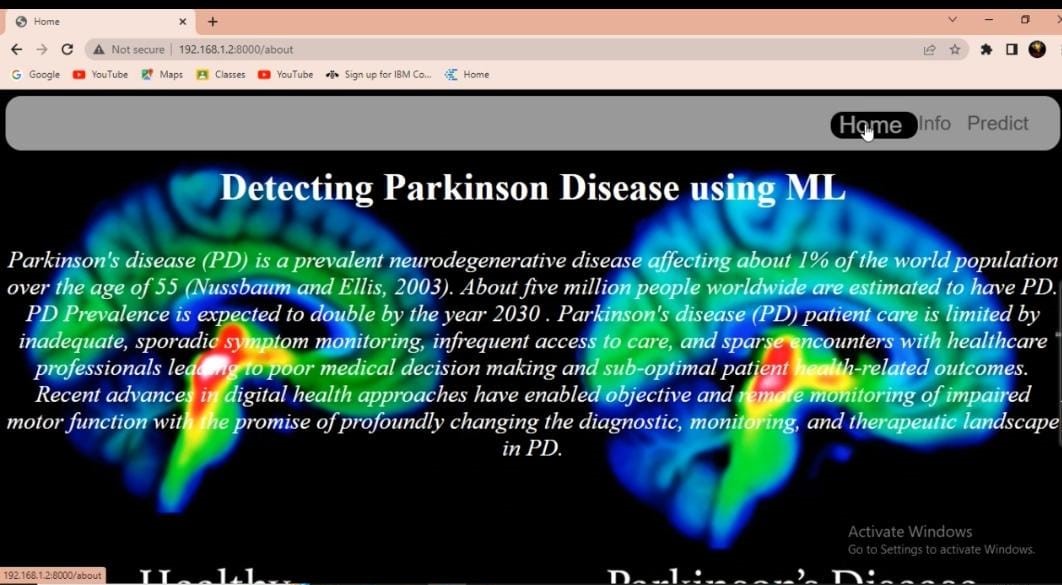 Home
Not secure | 192.168.1.2:8000/about
Google YouTube Maps Classes YouTube Sign up for IBM Co... Home
Home Info Predict
Detecting Parkinson Disease using ML
Parkinson's disease (PD) is a prevalent neurodegenerative disease affecting about 1% of the world population
over the age of 55 (Nussbaum and Ellis, 2003). About five million people worldwide are estimated to have PD.
PD Prevalence is expected to double by the year 2030 . Parkinson's disease (PD) patient care is limited by
inadequate, sporadic symptom monitoring, infrequent access to care, and sparse encounters with healthcare
professionals leading to poor medical decision making and sub-optimal patient health-related outcomes.
Recent advances in digital health approaches have enabled objective and remote monitoring of impaired
motor function with the promise of profoundly changing the diagnostic, monitoring, and therapeutic landscape
in PD.
Activate Windows
Go to Settings to activate Windows.
192.168.1.2:8000/about
Healthy Parkinson's Disease